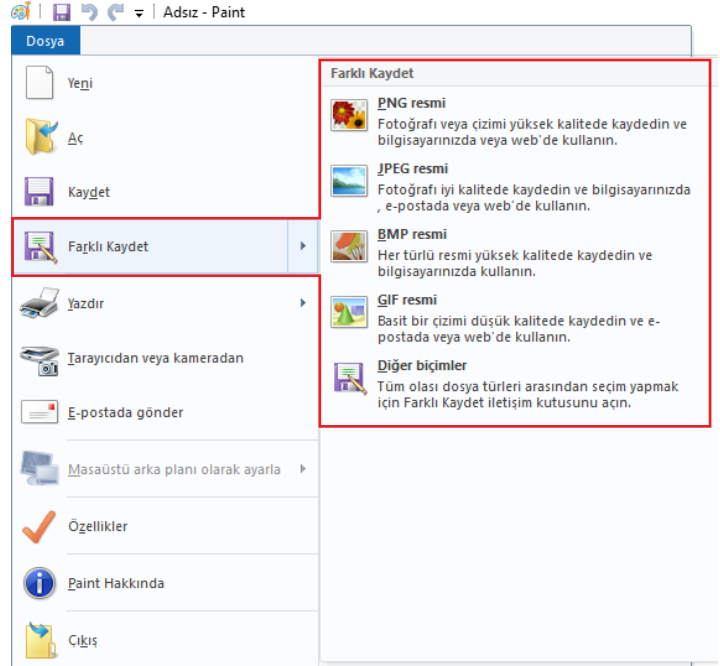 Adsız - Paint
Dosya
Yeni
Aç
Kaydet
Farklı Kaydet
Yazdır
Tarayıcıdan veya kameradan
E-postada gönder
Masaüstü arka planı olarak ayarla
Özellikler
Paint Hakkında
Çıkış
Farklı Kaydet
PNG resmi
Fotoğrafı veya çizimi yüksek kalitede kaydedin ve
bilgisayarınızda veya web'de kullanın.
JPEG resmi
Fotoğrafı iyi kalitede kaydedin ve bilgisayarınızda
, e-postada veya web'de kullanın.
BMP resmi
Her türlü resmi yüksek kalitede kaydedin ve
bilgisayarınızda kullanın.
GIF resmi
Basit bir çizimi düşük kalitede kaydedin ve e-
postada veya web'de kullanın.
Diğer biçimler
Tüm olası dosya türleri arasından seçim yapmak
için Farklı Kaydet iletişim kutusunu açın.